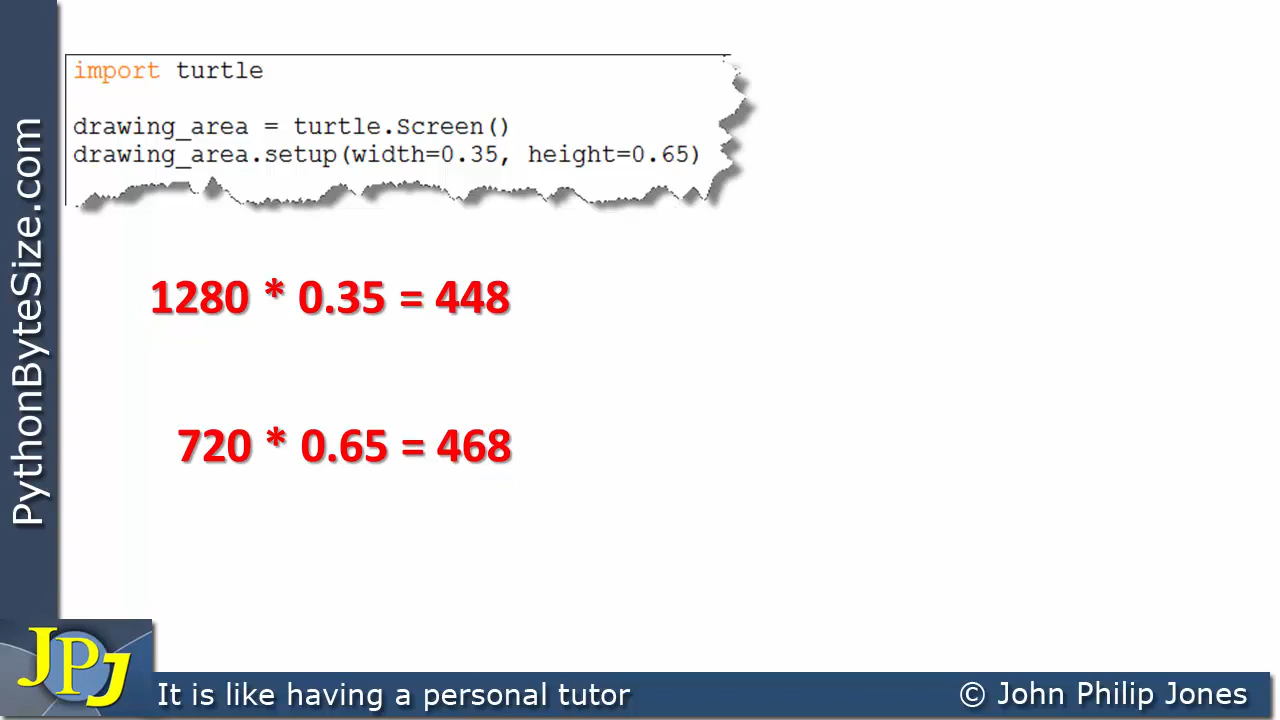 import turtle
drawing_area = turtle.Screen()
drawing_area.setup(width=0.35, height=0.65)
1280 * 0.35 = 448
720 * 0.65 = 468
PythonByteSize.com
JPJ
It is like having a personal tutor
© John Philip Jones